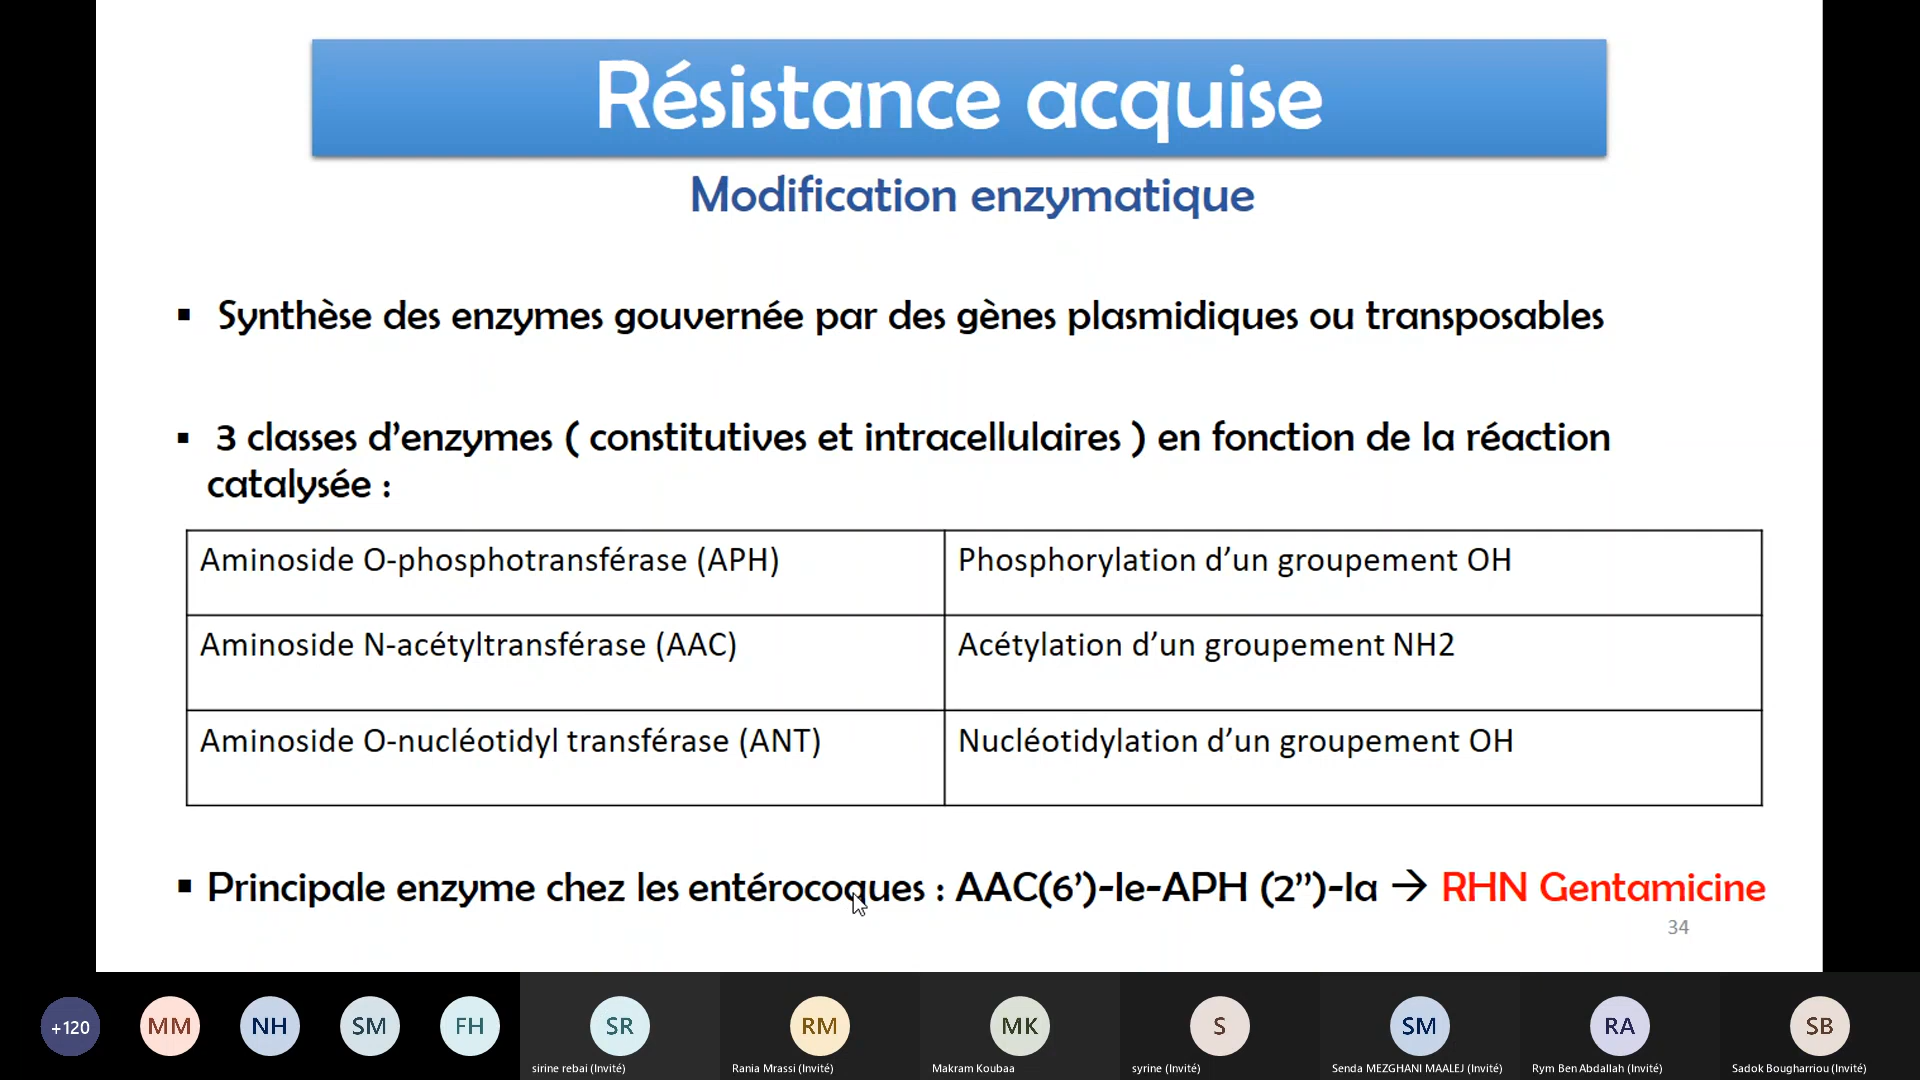 Résistance acquise
Modification enzymatique
▪ Synthèse des enzymes gouvernée par des gènes plasmidiques ou transposables
▪ 3 classes d’enzymes ( constitutives et intracellulaires ) en fonction de la réaction
catalysée :
Aminoside O-phosphotransférase (APH) Phosphorylation d’un groupement OH
Aminoside N-acétyltransférase (AAC) Acétylation d’un groupement NH2
Aminoside O-nucléotidyl transférase (ANT) Nucléotidylation d’un groupement OH
▪ Principale enzyme chez les entérocoques : AAC(6’)-Ie-APH (2’’)-Ia → RHN Gentamicine
34
+120 MM NH SM FH SR RM MK S SM RA SB
sirine rebai (Invité) Rania Mrassi (Invité) Makram Koubaa syrine (Invité) Senda MEZGHANI MAALEJ (Invité) Rym Ben Abdallah (Invité) Sadok Bougharriou (Invité)